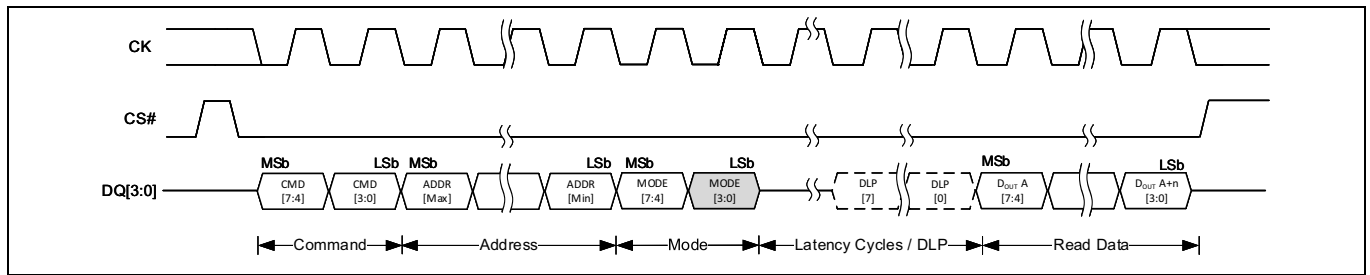 CK
CS#
MSb LSb MSb LSb MSb LSb MSb LSb
DQ[3:0] CMD [7:4] CMD [3:0] ADDR [Max] ADDR [Min] MODE [7:4] MODE [3:0] DLP [7] DLP [0] DOUT A [7:4] DOUT A+n [3:0]
Command Address Mode Latency Cycles / DLP Read Data